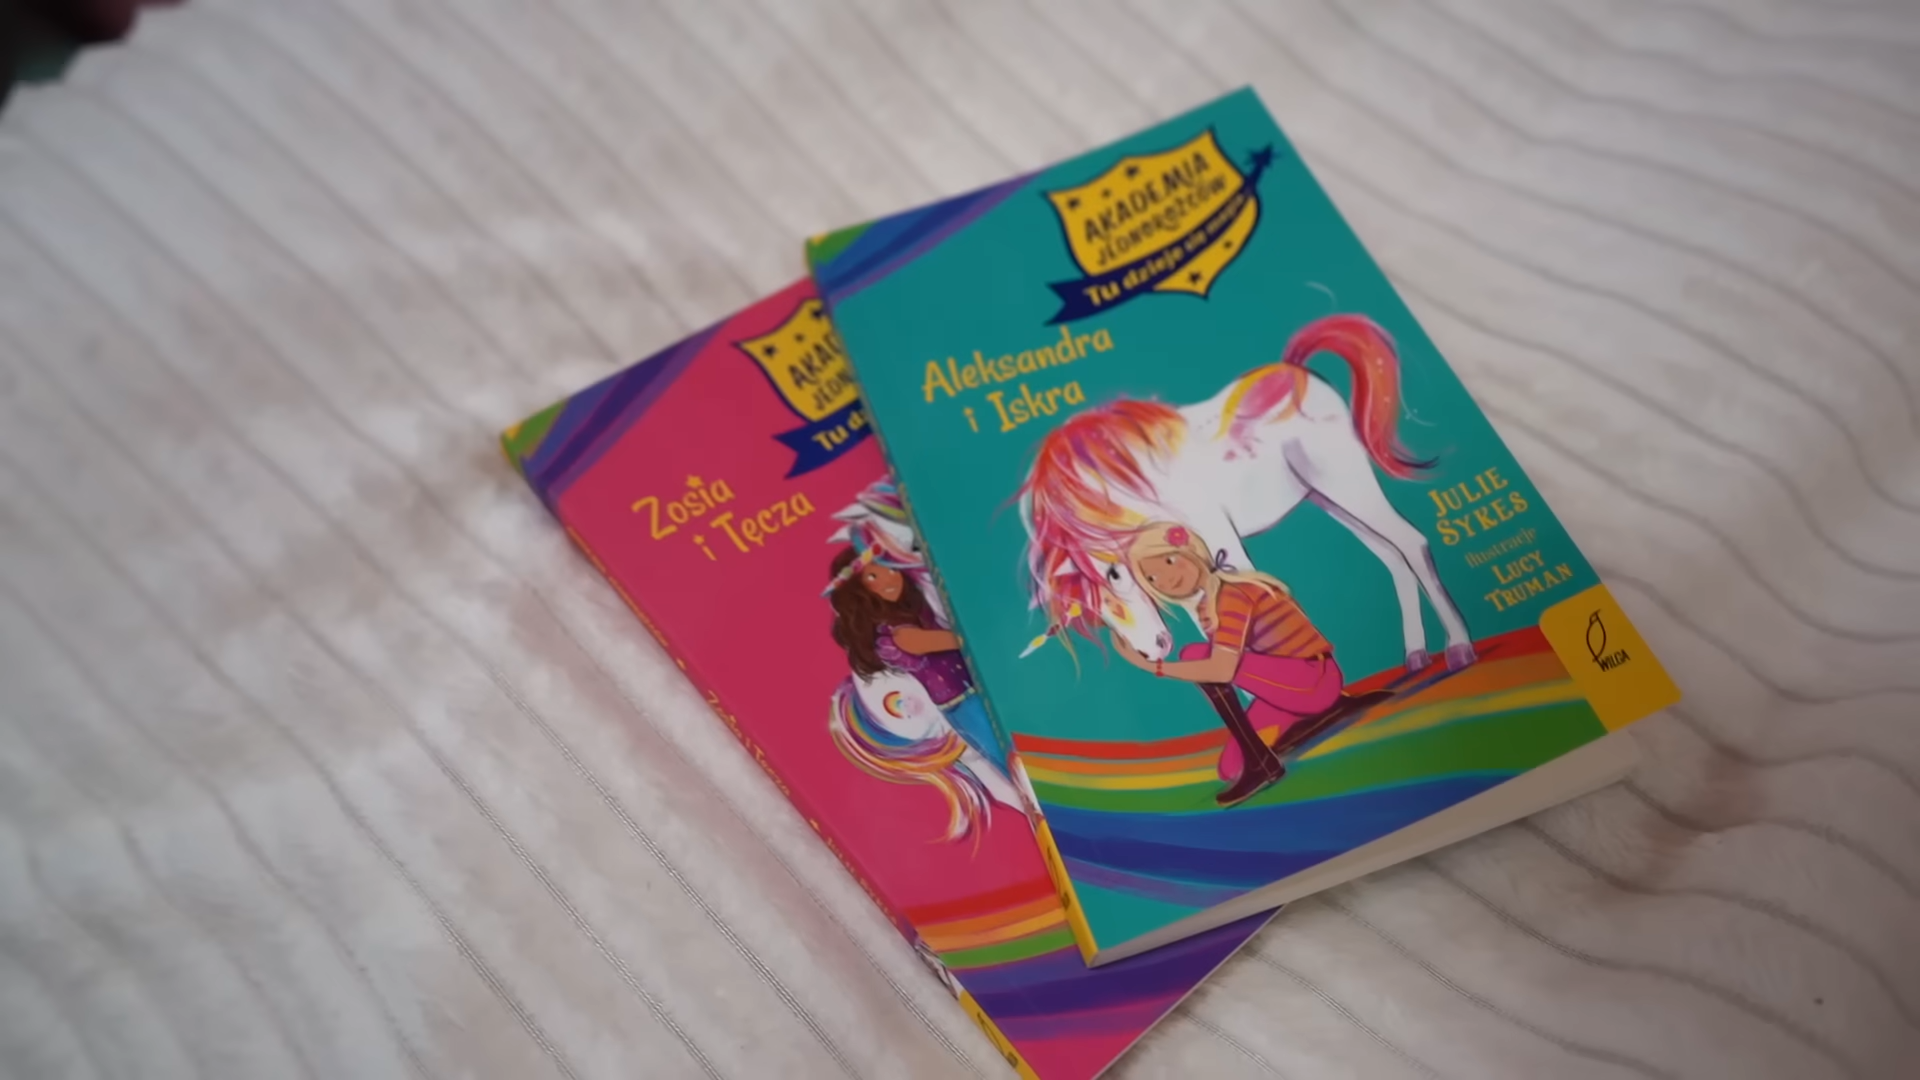 AKADEMIA
JEDNOROŻCÓW
Tu dzieje się magia
Aleksandra
i Iskra
JULIE
SYKES
ilustracje
LUCY
TRUMAN
WILGA
Zosia
i Tęcza